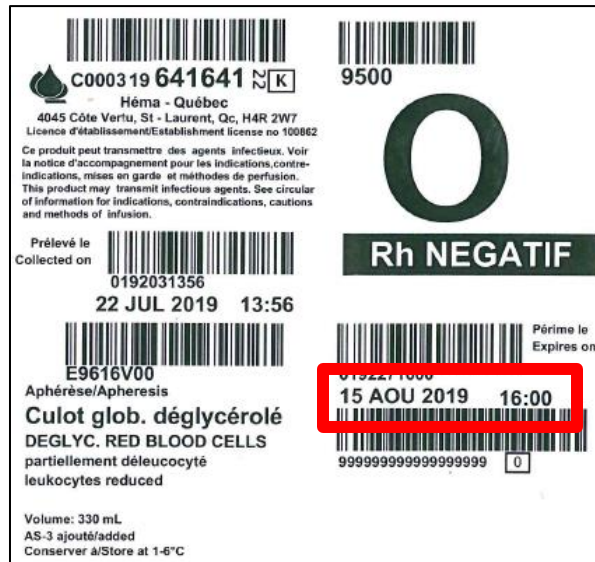 C0003 19 641641 22 K
Héma - Québec
4045 Côte Vertu, St - Laurent, Qc, H4R 2W7
Licence d'établissement/Establishment license no 100862
Ce produit peut transmettre des agents infectieux. Voir
la notice d'accompagnement pour les indications,contre-
indications, mises en garde et méthodes de perfusion.
This product may transmit infectious agents. See circular
of information for indications, contraindications, cautions
and methods of infusion.
9500
O
Rh NEGATIF
Prélevé le
Collected on
0192031356
22 JUL 2019 13:56
E9616V00
Aphérèse/Apheresis
Culot glob. déglycérolé
DEGLYC. RED BLOOD CELLS
partiellement déleucocyté
leukocytes reduced
Volume: 330 mL
AS-3 ajouté/added
Conserver à/Store at 1-6°C
Périme le
Expires on
15 AOU 2019 16:00
999999999999999999 0